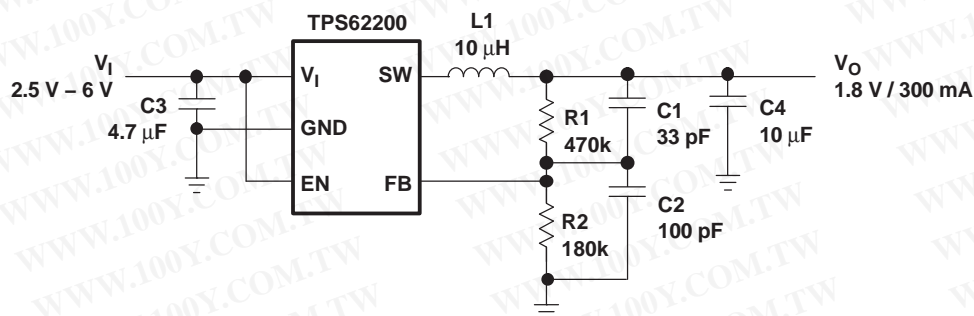 TPS62200
L1
10 µH
VI
2.5 V – 6 V
C3
4.7 µF
VI
SW
GND
EN
FB
R1
470k
C1
33 pF
C4
10 µF
VO
1.8 V / 300 mA
R2
180k
C2
100 pF
WWW.100Y.COM.TW